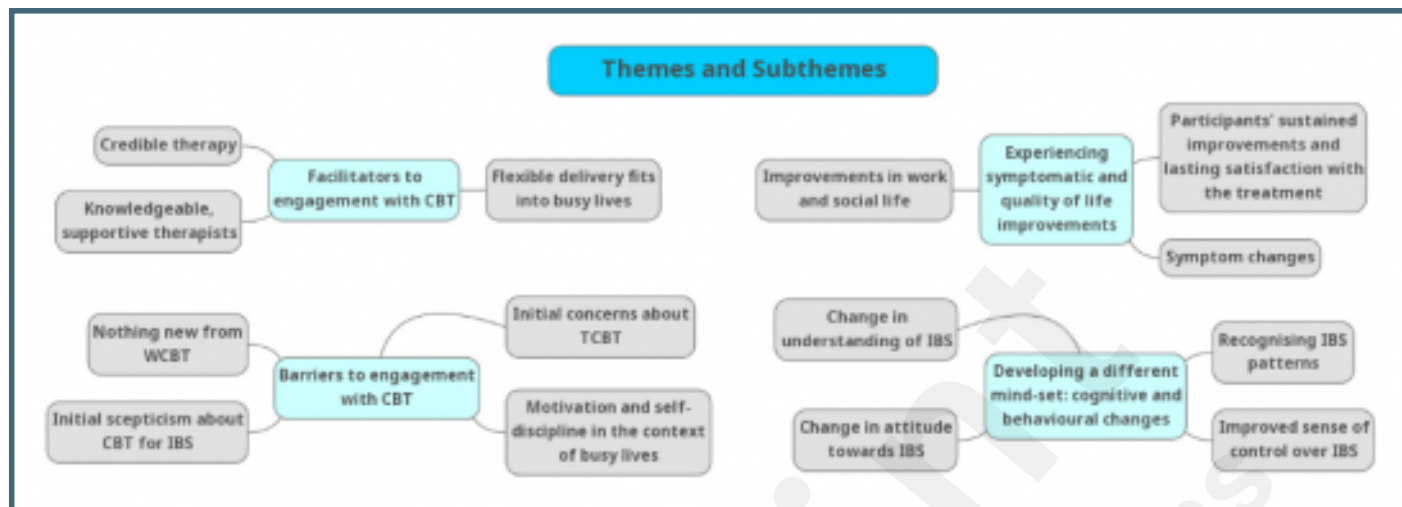 Themes and Subthemes
Credible therapy
Knowledgeable,
supportive therapists
Facilitators to
engagement with CBT
Flexible delivery fits
into busy lives
Improvements in work
and social life
Experiencing
symptomatic and
quality of life
improvements
Participants' sustained
improvements and
lasting satisfaction with
the treatment
Symptom changes
Nothing new from
WCBT
Initial scepticism about
CBT for IBS
Barriers to engagement
with CBT
Initial concerns about
TCBT
Motivation and self-
discipline in the context
of busy lives
Change in
understanding of IBS
Change in attitude
towards IBS
Developing a different
mind-set: cognitive and
behavioural changes
Recognising IBS
patterns
Improved sense of
control over IBS